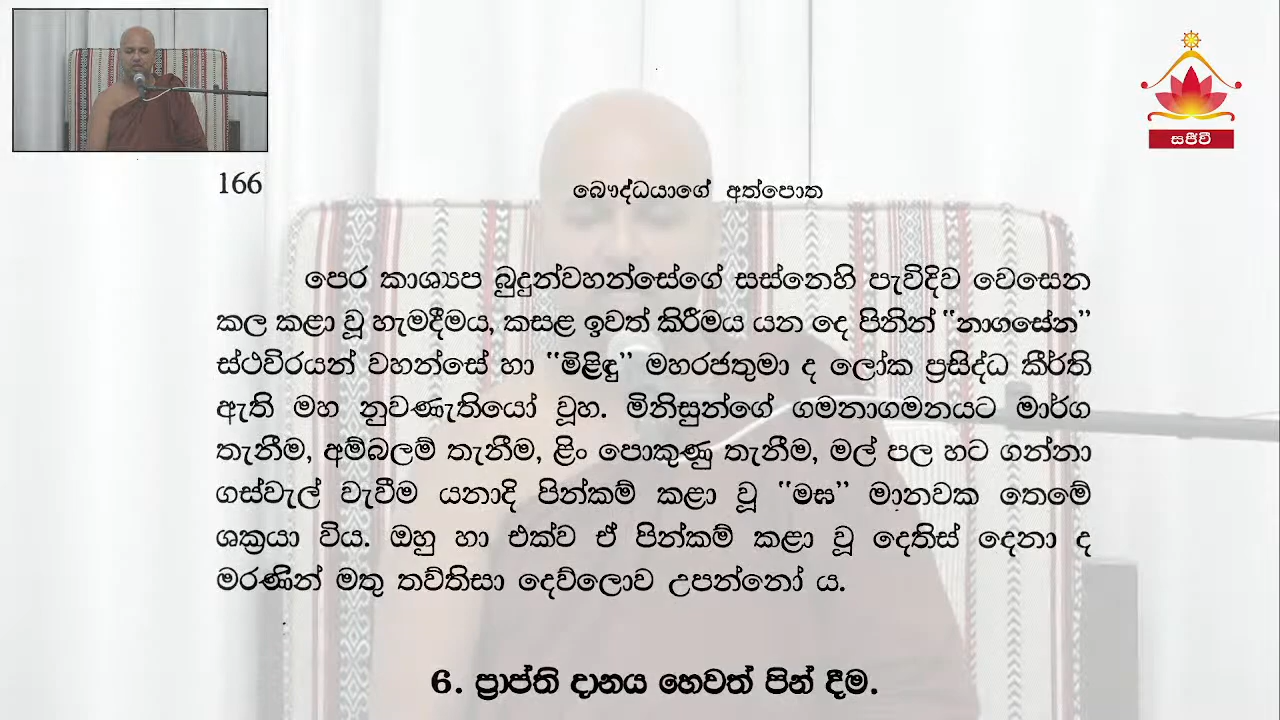 සජීවී
166
බෞද්ධයාගේ අත්පොත
පෙර කාශ්‍යප බුදුන්වහන්සේගේ සස්නෙහි පැවිදිව වෙසෙන
කල කළා වූ හැමදීමය, කසළ ඉවත් කිරීමය යන දෙ පිනින් “නාගසේන”
ස්ථවිරයන් වහන්සේ හා “මිළිඳු” මහරජතුමා ද ලෝක ප්‍රසිද්ධ කීර්ති
ඇති මහ නුවණැතියෝ වූහ. මිනිසුන්ගේ ගමනාගමනයට මාර්ග
තැනීම, අම්බලම් තැනීම, ළිං පොකුණු තැනීම, මල් පල හට ගන්නා
ගස්වැල් වැවීම යනාදි පින්කම් කළා වූ “මඝ” මානවක තෙමේ
ශක්‍රයා විය. ඔහු හා එක්ව ඒ පින්කම් කළා වූ දෙතිස් දෙනා ද
මරණින් මතු තව්තිසා දෙව්ලොව උපන්නෝ ය.
6. ප්‍රාප්ති දානය හෙවත් පින් දීම.